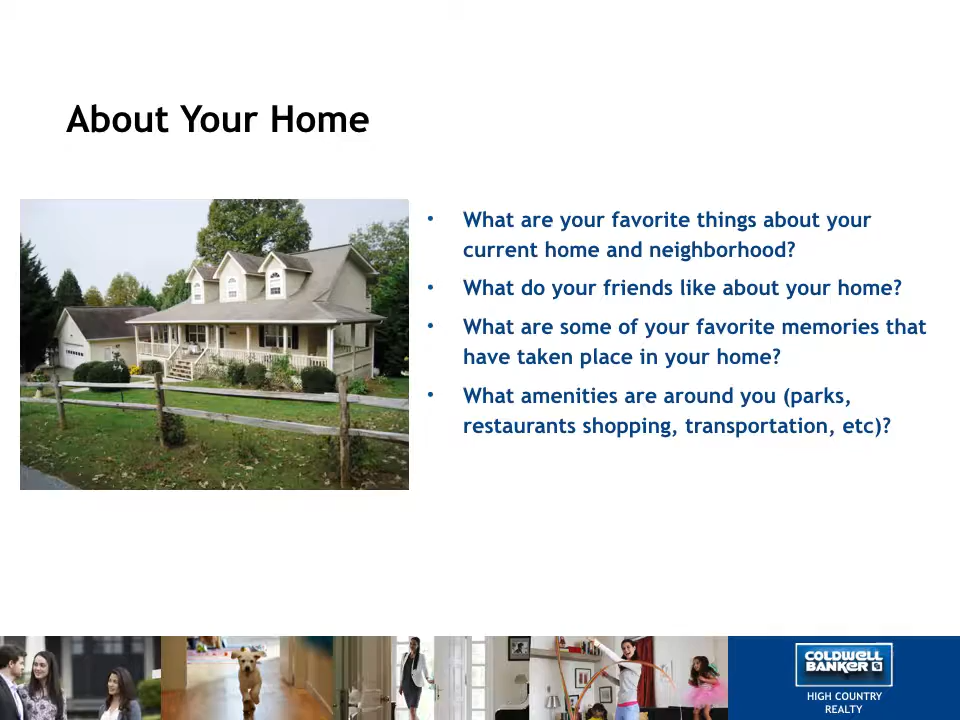 About Your Home
• What are your favorite things about your
current home and neighborhood?
• What do your friends like about your home?
• What are some of your favorite memories that
have taken place in your home?
• What amenities are around you (parks,
restaurants shopping, transportation, etc)?
COLDWELL
BANKER
HIGH COUNTRY
REALTY